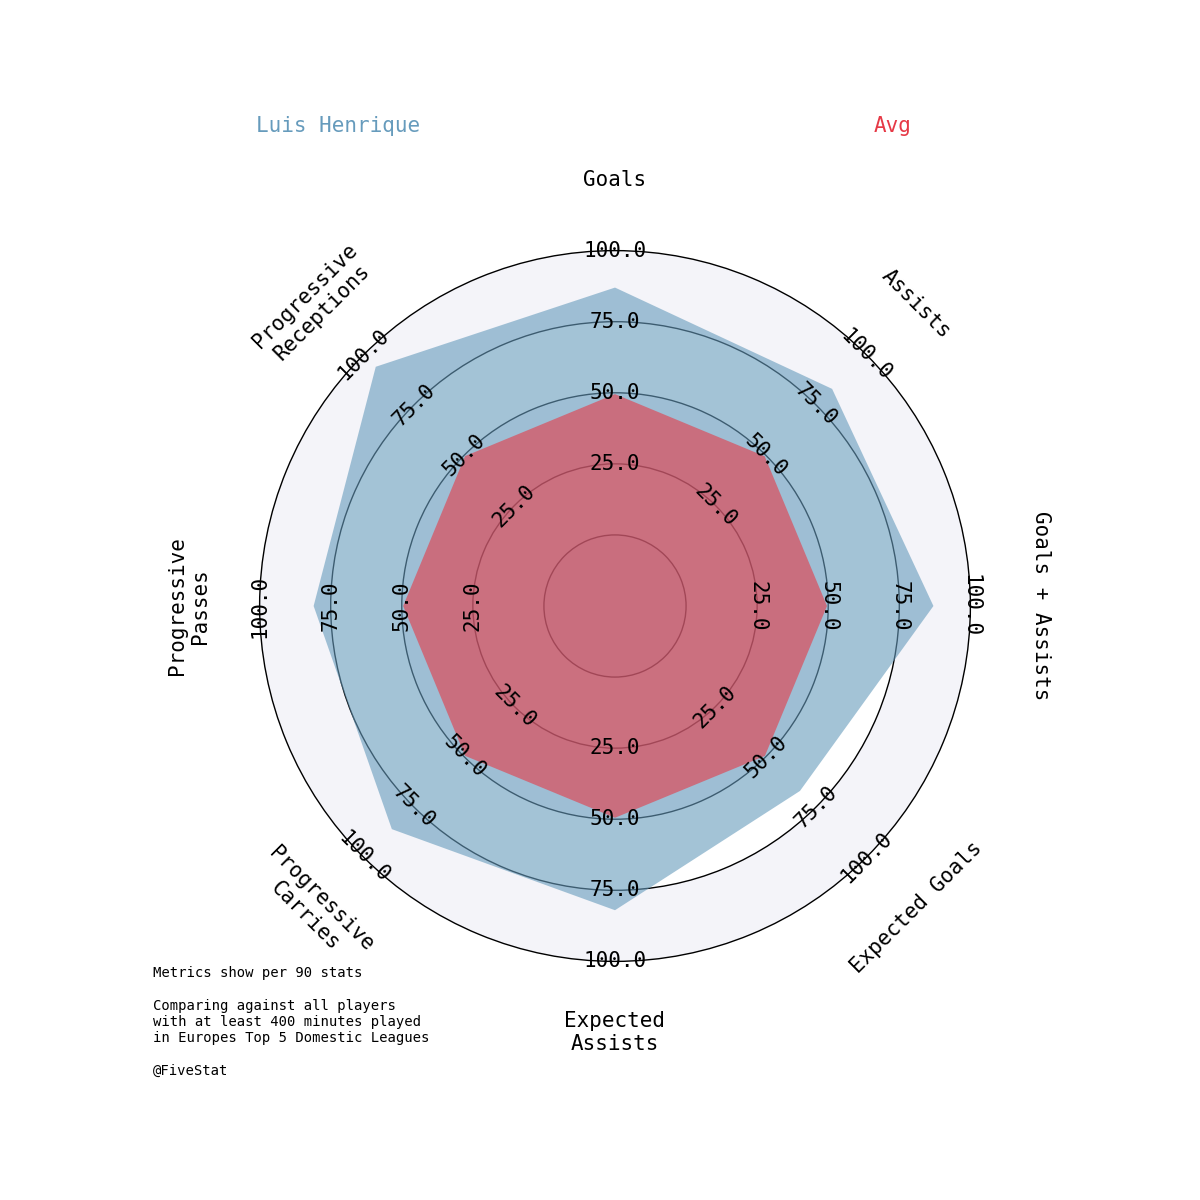 Luis Henrique
Avg
Goals
Assists
Goals + Assists
Expected Goals
Expected
Assists
Progressive
Carries
Progressive
Passes
Progressive
Receptions
25.0
50.0
75.0
100.0
25.0
50.0
75.0
100.0
25.0
50.0
75.0
100.0
25.0
50.0
75.0
100.0
25.0
50.0
75.0
100.0
25.0
50.0
75.0
100.0
25.0
50.0
75.0
100.0
25.0
50.0
75.0
100.0
Metrics show per 90 stats
Comparing against all players
with at least 400 minutes played
in Europes Top 5 Domestic Leagues
@FiveStat